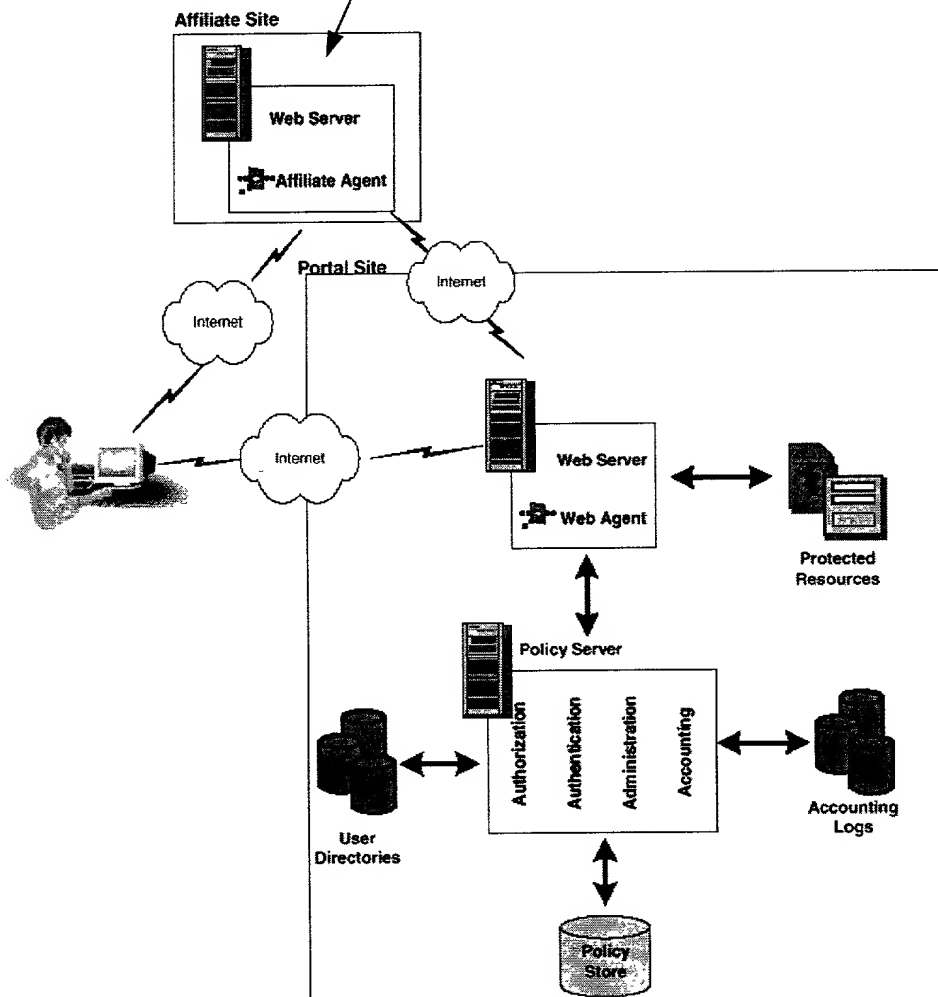 Affiliate Site
Web Server
Affiliate Agent
Portal Site
Internet
Internet
Internet
Web Server
Web Agent
Protected
Resources
Policy Server
Authorization
Authentication
Administration
Accounting
User
Directories
Accounting
Logs
Policy
Store